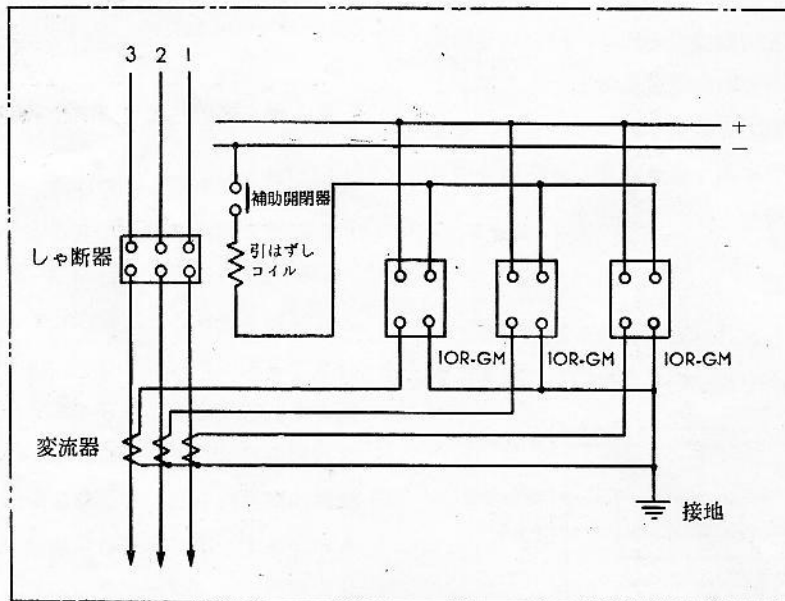 3 2 1
+
−
補助開閉器
しゃ断器
引はずし
コイル
IOR-GM IOR-GM IOR-GM
変流器
接地